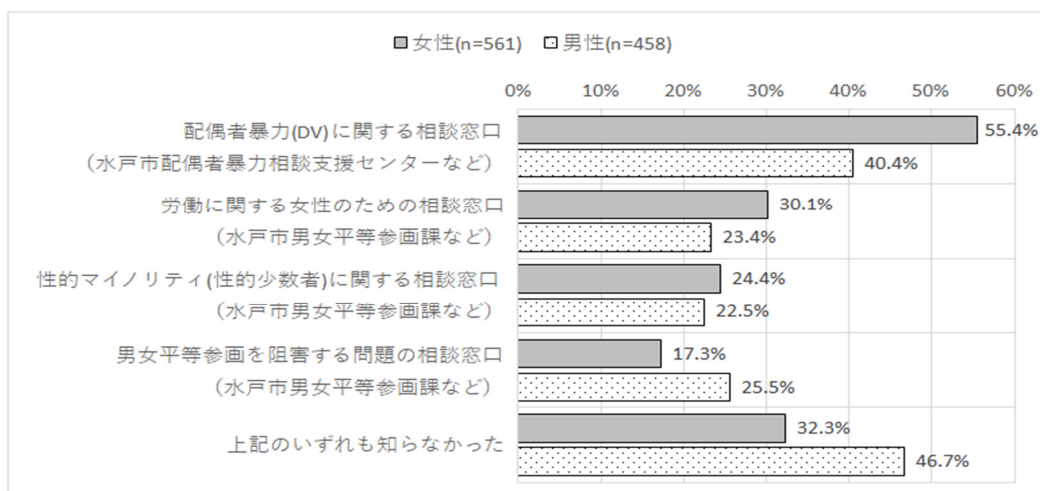 女性(n=561) 男性(n=458)
0% 10% 20% 30% 40% 50% 60%
配偶者暴力(DV)に関する相談窓口
（水戸市配偶者暴力相談支援センターなど）
55.4%
40.4%
労働に関する女性のための相談窓口
（水戸市男女平等参画課など）
30.1%
23.4%
性的マイノリティ(性的少数者)に関する相談窓口
（水戸市男女平等参画課など）
24.4%
22.5%
男女平等参画を阻害する問題の相談窓口
（水戸市男女平等参画課など）
17.3%
25.5%
上記のいずれも知らなかった
32.3%
46.7%